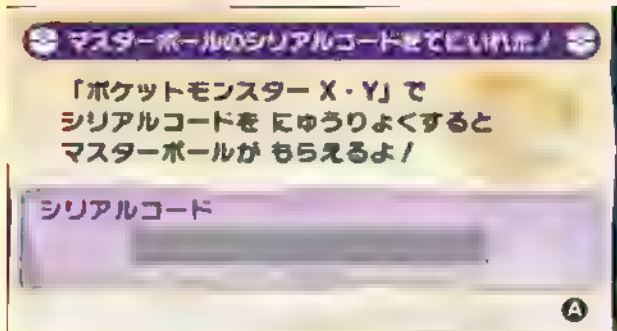 マスターボールのシリアルコードをてにいれた！
「ポケットモンスター X・Y」で
シリアルコードを にゅうりょくすると
マスターボールが もらえるよ！
シリアルコード
A